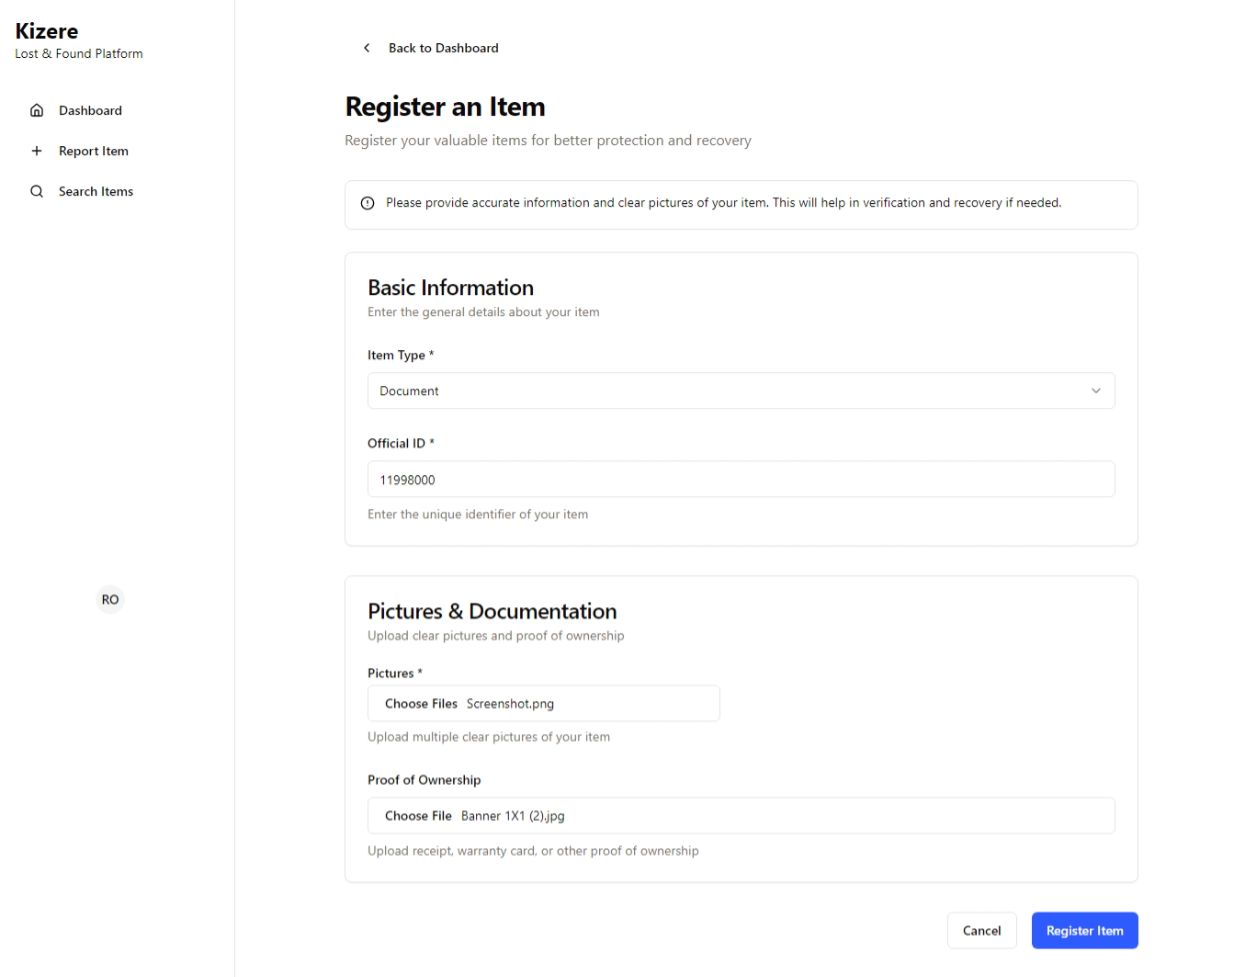 Kizere
Lost & Found Platform
Dashboard
Report Item
Search Items
RO
Back to Dashboard
Register an Item
Register your valuable items for better protection and recovery
Please provide accurate information and clear pictures of your item. This will help in verification and recovery if needed.
Basic Information
Enter the general details about your item
Item Type *
Document
Official ID *
11998000
Enter the unique identifier of your item
Pictures & Documentation
Upload clear pictures and proof of ownership
Pictures *
Choose Files Screenshot.png
Upload multiple clear pictures of your item
Proof of Ownership
Choose File Banner 1X1 (2).jpg
Upload receipt, warranty card, or other proof of ownership
Cancel
Register Item